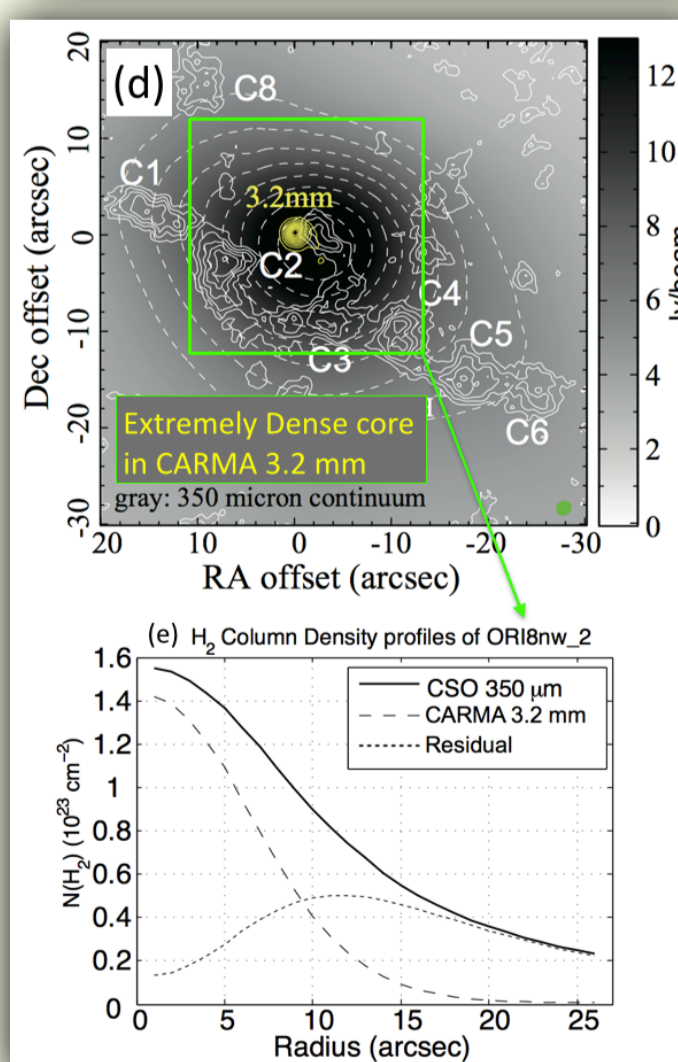 (d)
C8
C1
3.2mm
C2
C4
C3
C5
C6
Extremely Dense core
in CARMA 3.2 mm
gray: 350 micron continuum
20
10
0
-10
-20
-30
Dec offset (arcsec)
20 10 0 -10 -20 -30
RA offset (arcsec)
12
10
8
6
4
2
0
(e) H₂ Column Density profiles of ORI8nw_2
CSO 350 μm
CARMA 3.2 mm
Residual
1.6
1.4
1.2
1
0.8
0.6
0.4
0.2
0
N(H₂) (10²³ cm⁻²)
0 5 10 15 20 25
Radius (arcsec)